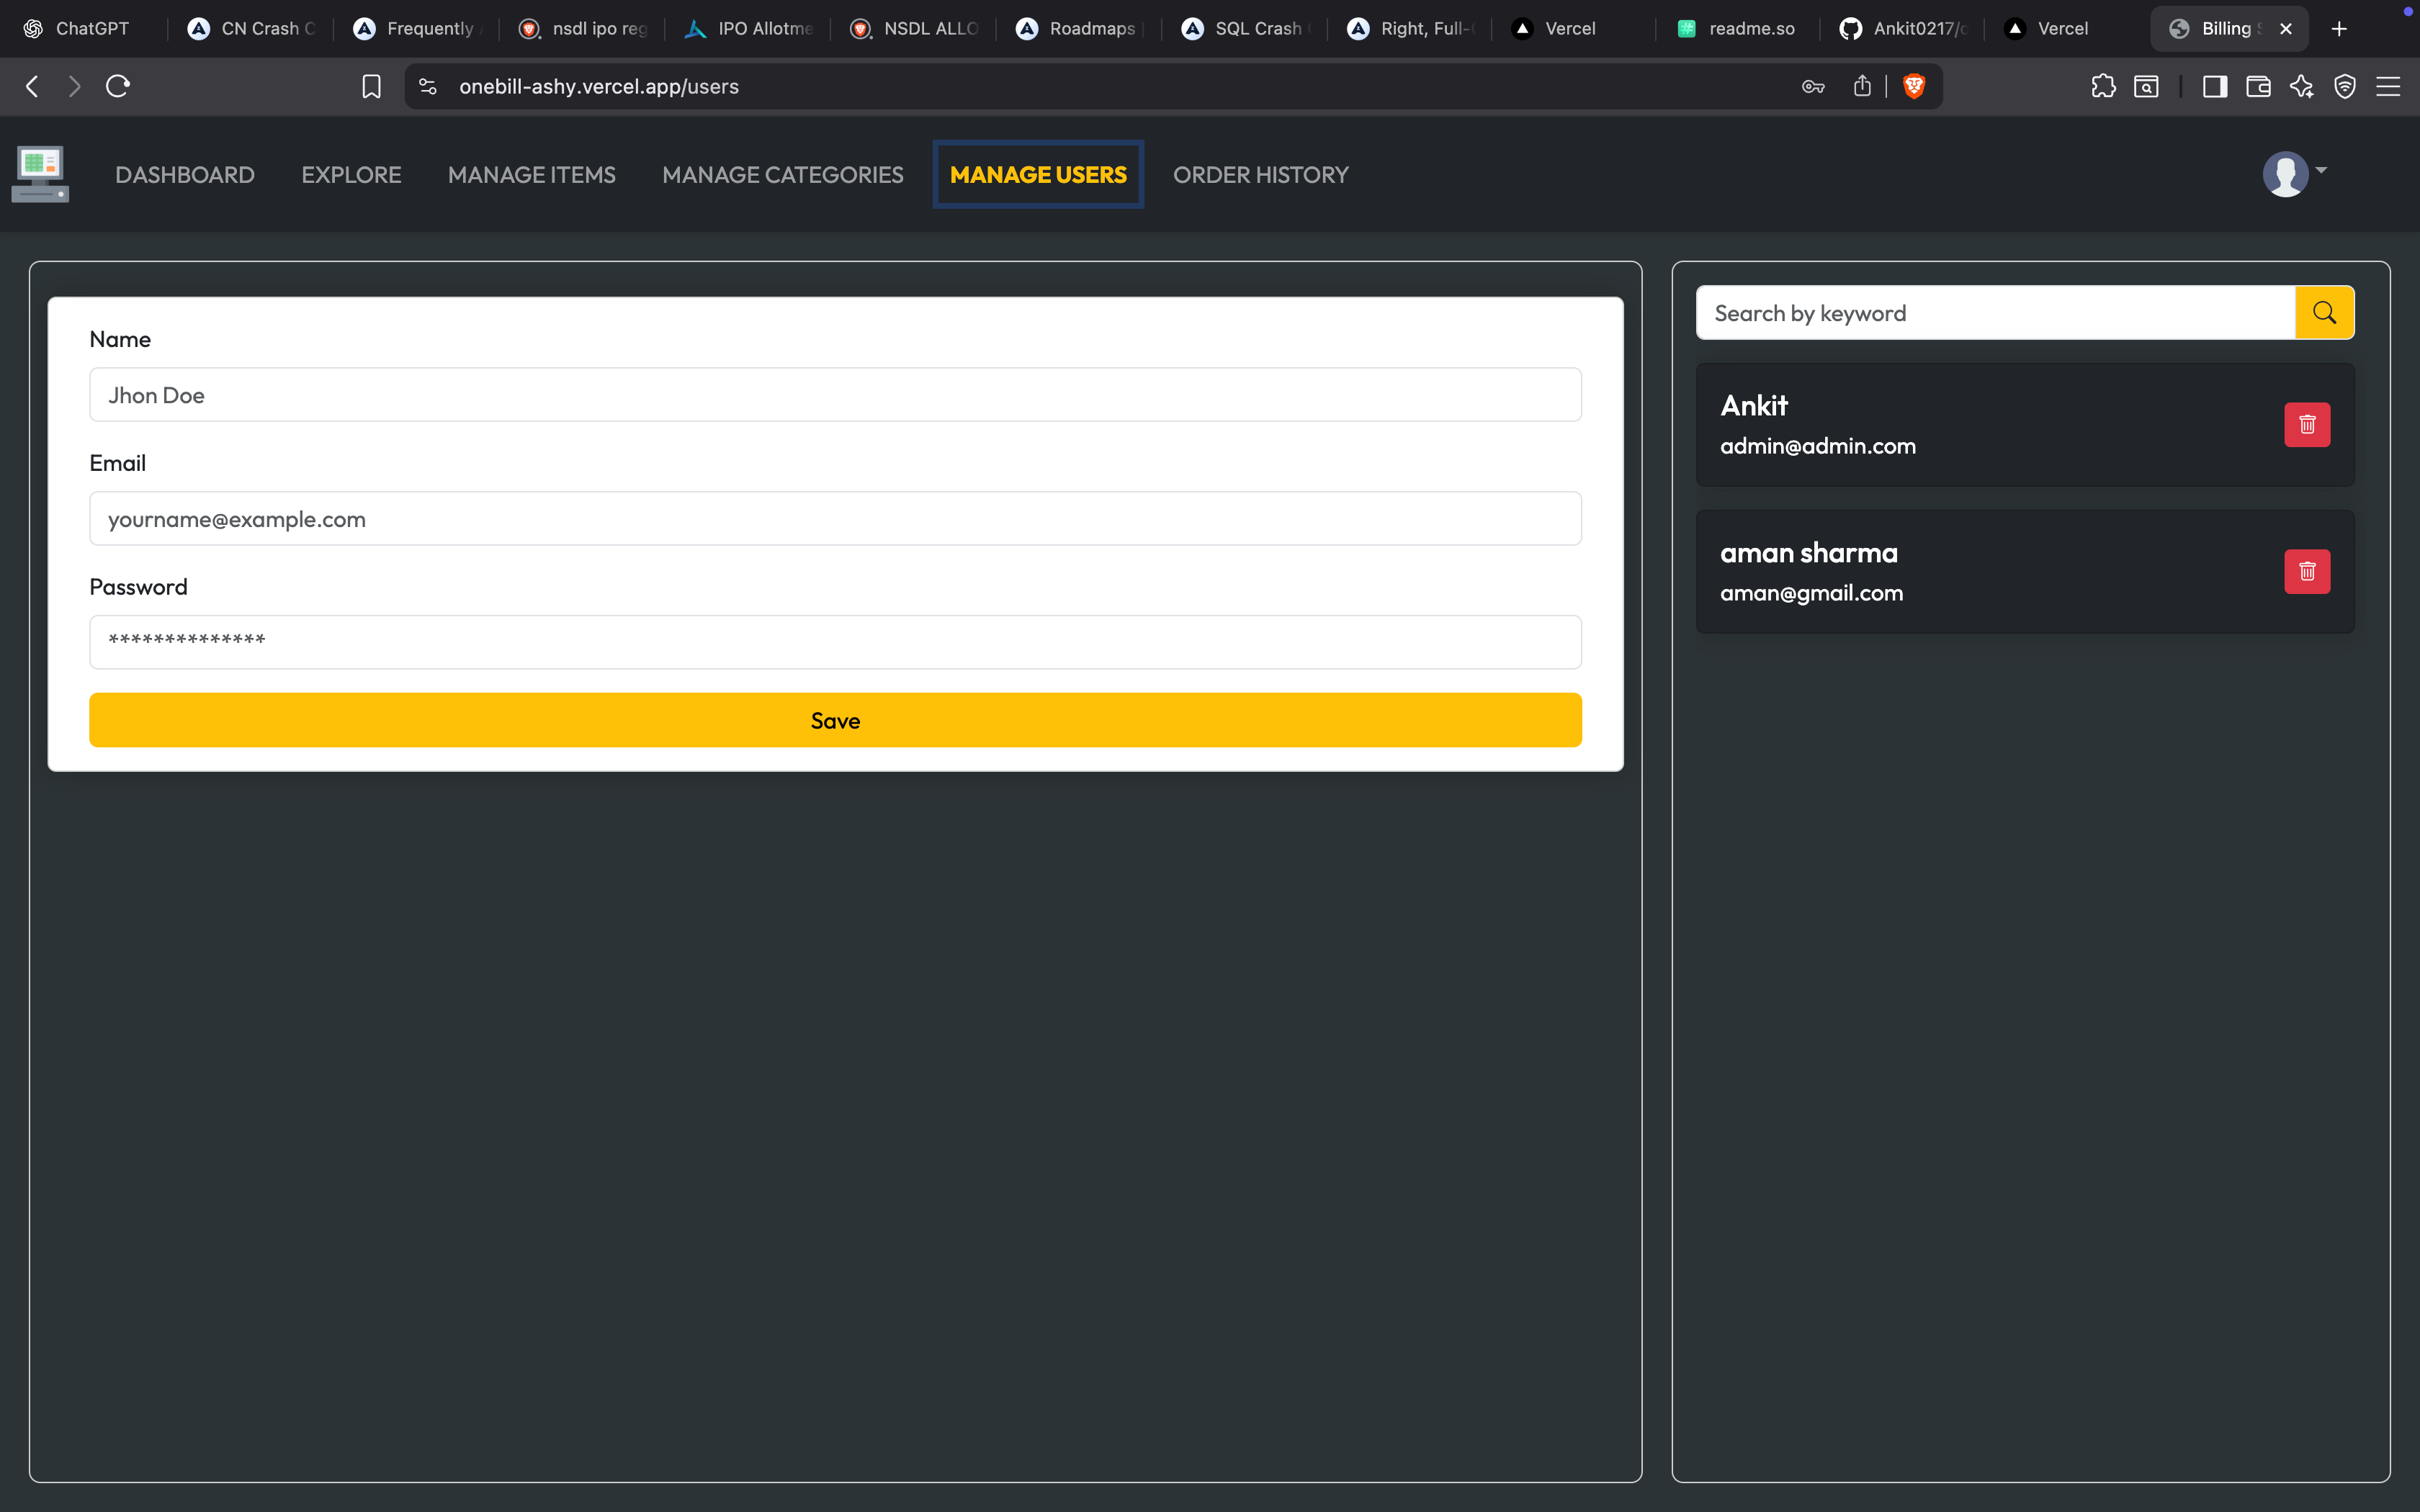 ChatGPT
CN Crash C
Frequently
nsdl ipo reg
IPO Allotme
NSDL ALLO
Roadmaps
SQL Crash
Right, Full-
Vercel
readme.so
Ankit0217/
Vercel
Billing
onebill-ashy.vercel.app/users
DASHBOARD
EXPLORE
MANAGE ITEMS
MANAGE CATEGORIES
MANAGE USERS
ORDER HISTORY
Name
Jhon Doe
Email
yourname@example.com
Password
**************
Save
Search by keyword
Ankit
admin@admin.com
aman sharma
aman@gmail.com